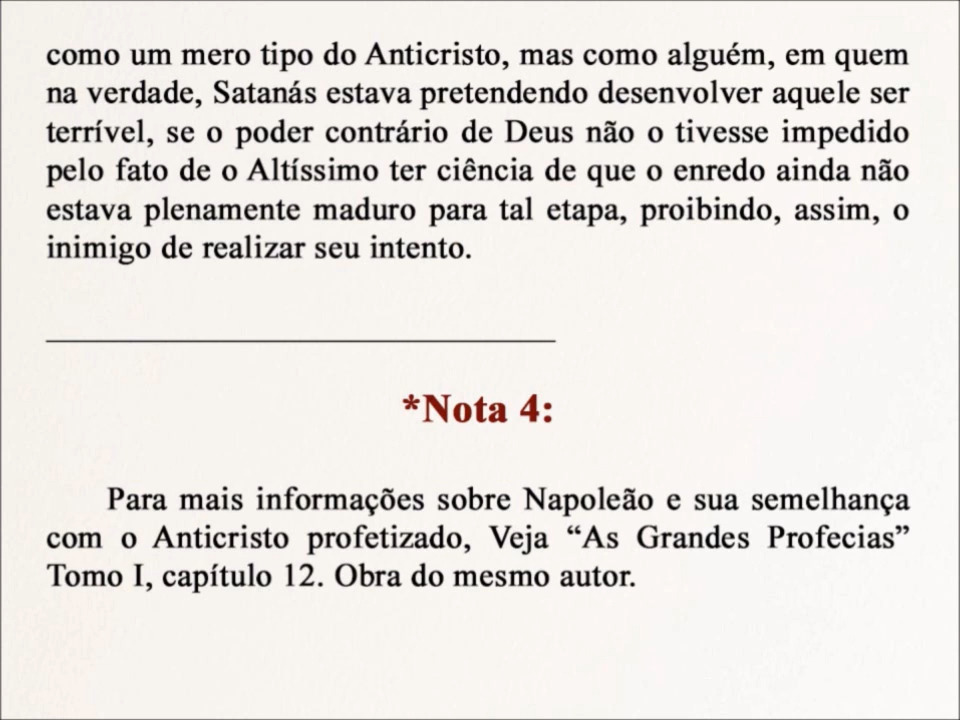 como um mero tipo do Anticristo, mas como alguém, em quem
na verdade, Satanás estava pretendendo desenvolver aquele ser
terrível, se o poder contrário de Deus não o tivesse impedido
pelo fato de o Altíssimo ter ciência de que o enredo ainda não
estava plenamente maduro para tal etapa, proibindo, assim, o
inimigo de realizar seu intento.
*Nota 4:
Para mais informações sobre Napoleão e sua semelhança
com o Anticristo profetizado, Veja “As Grandes Profecias”
Tomo I, capítulo 12. Obra do mesmo autor.